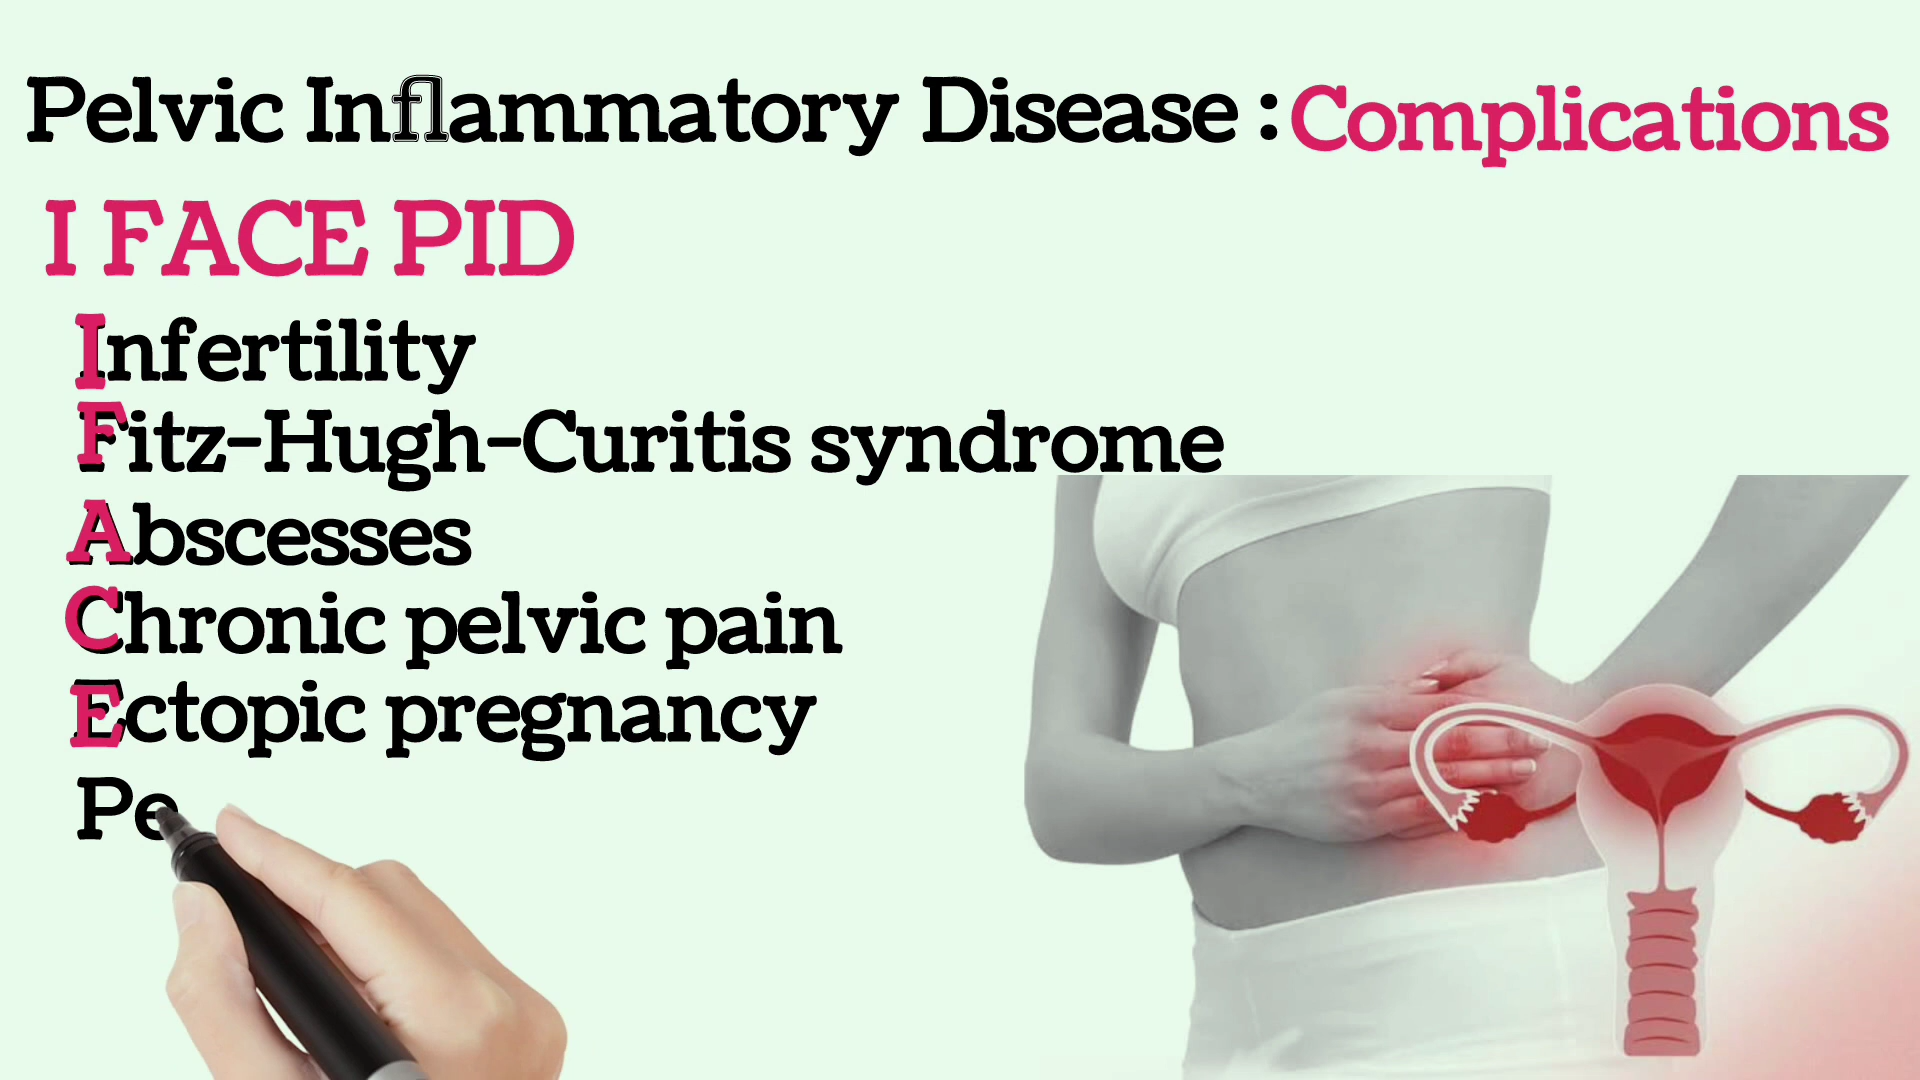 Pelvic Inflammatory Disease : Complications
I FACE PID
Infertility
Fitz-Hugh-Curitis syndrome
Abscesses
Chronic pelvic pain
Ectopic pregnancy
Pe